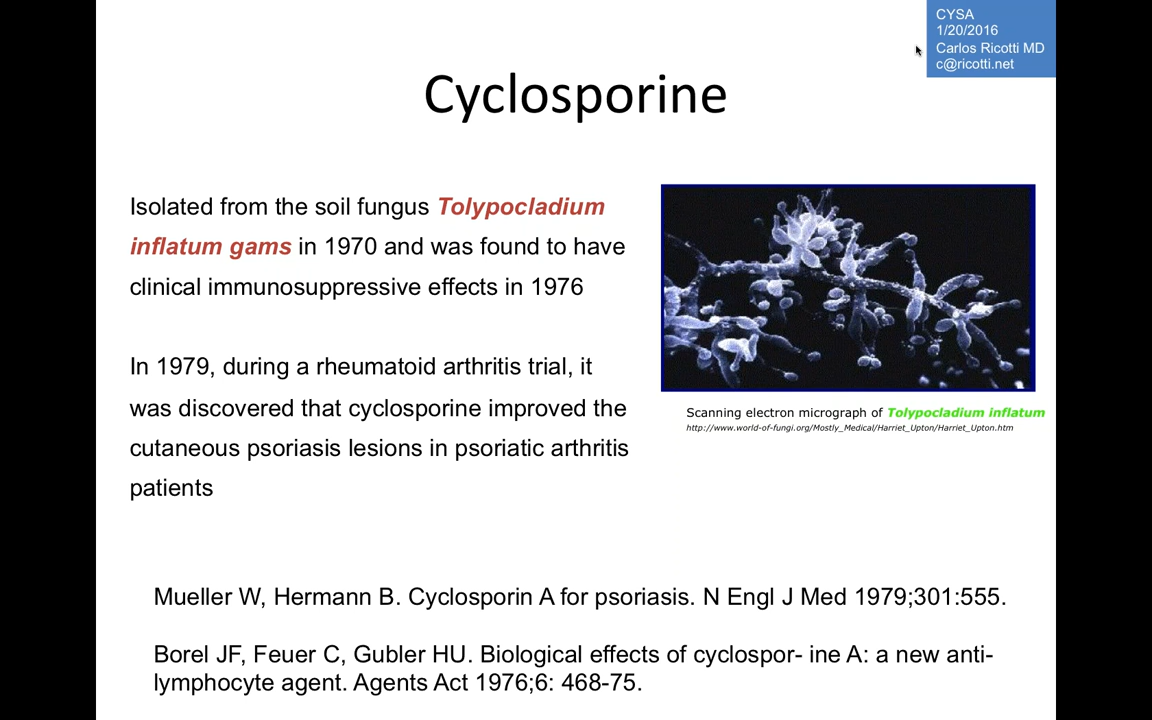 CYSA
1/20/2016
Carlos Ricotti MD
c@ricotti.net
Cyclosporine
Isolated from the soil fungus Tolypocladium
inflatum gams in 1970 and was found to have
clinical immunosuppressive effects in 1976
In 1979, during a rheumatoid arthritis trial, it
was discovered that cyclosporine improved the
cutaneous psoriasis lesions in psoriatic arthritis
patients
Scanning electron micrograph of Tolypocladium inflatum
http://www.world-of-fungi.org/Mostly_Medical/Harriet_Upton/Harriet_Upton.htm
Mueller W, Hermann B. Cyclosporin A for psoriasis. N Engl J Med 1979;301:555.
Borel JF, Feuer C, Gubler HU. Biological effects of cyclospor- ine A: a new anti-
lymphocyte agent. Agents Act 1976;6: 468-75.